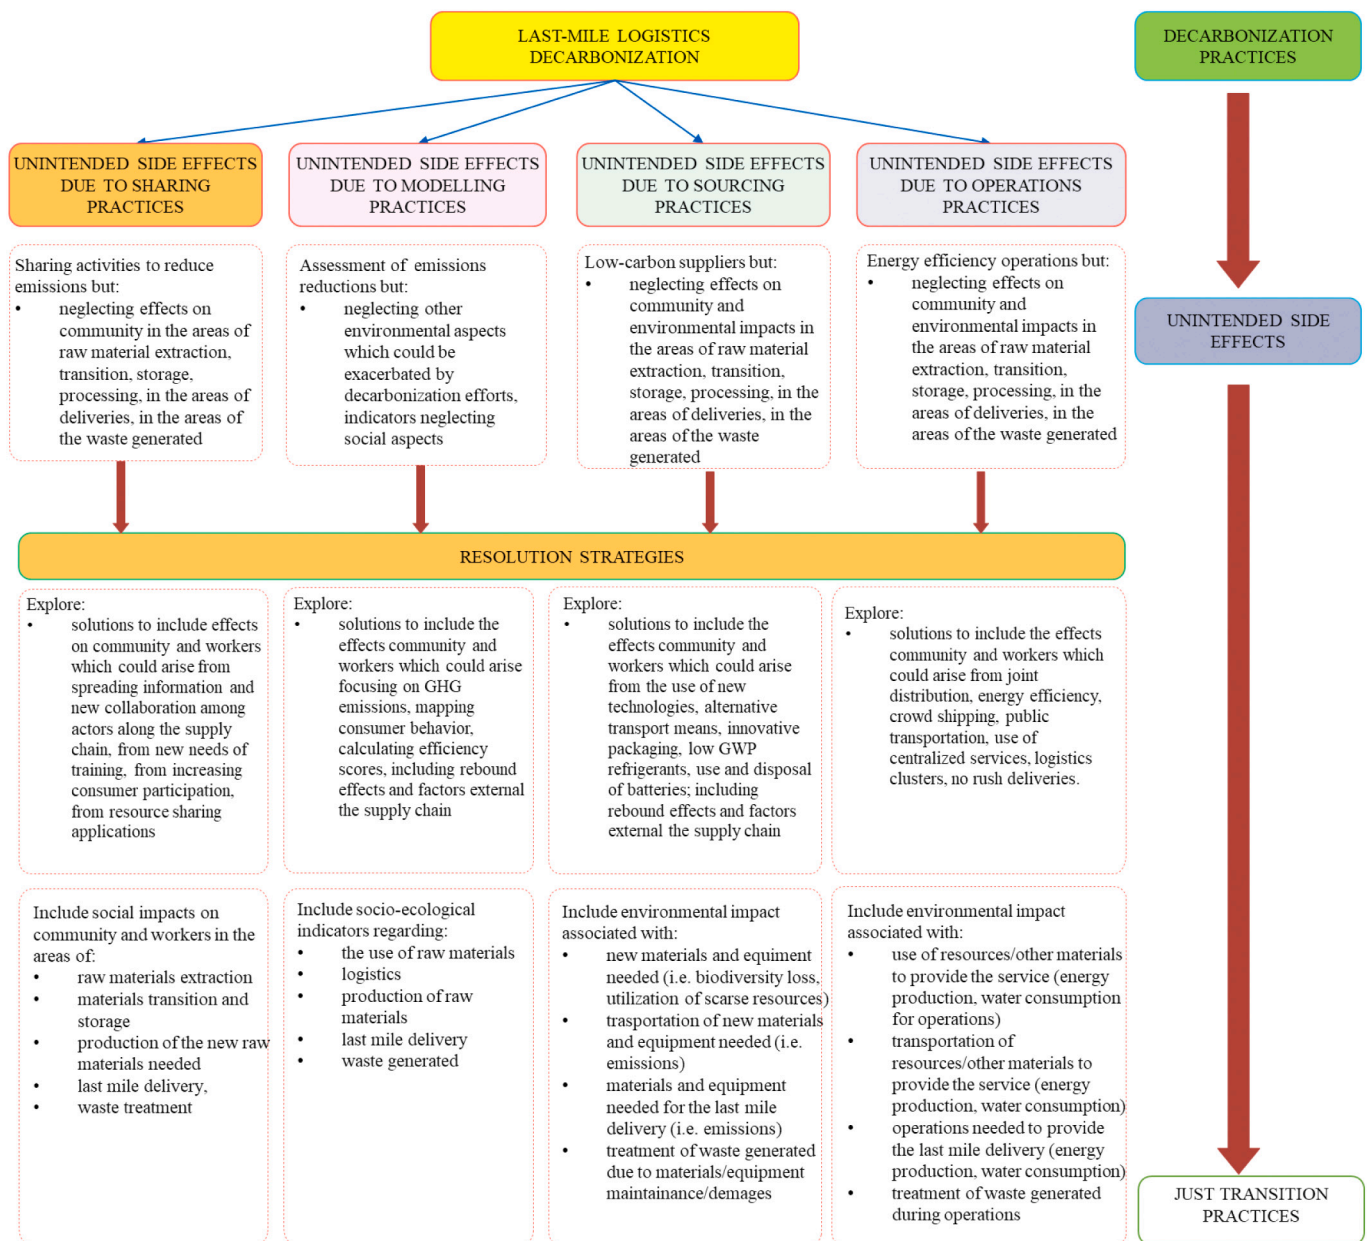 LAST-MILE LOGISTICS
DECARBONIZATION
DECARBONIZATION
PRACTICES
UNINTENDED SIDE EFFECTS
DUE TO SHARING
PRACTICES
UNINTENDED SIDE EFFECTS
DUE TO MODELLING
PRACTICES
UNINTENDED SIDE EFFECTS
DUE TO SOURCING
PRACTICES
UNINTENDED SIDE EFFECTS
DUE TO OPERATIONS
PRACTICES
Sharing activities to reduce
emissions but:
• neglecting effects on
community in the areas of
raw material extraction,
transition, storage,
processing, in the areas of
deliveries, in the areas of
the waste generated
Assessment of emissions
reductions but:
• neglecting other
environmental aspects
which could be
exacerbated by
decarbonization efforts,
indicators neglecting
social aspects
Low-carbon suppliers but:
• neglecting effects on
community and
environmental impacts in
the areas of raw material
extraction, transition,
storage, processing, in the
areas of deliveries, in the
areas of the waste
generated
Energy efficiency operations but:
• neglecting effects on
community and
environmental impacts in
the areas of raw material
extraction, transition,
storage, processing, in the
areas of deliveries, in the
areas of the waste generated
UNINTENDED SIDE
EFFECTS
RESOLUTION STRATEGIES
Explore:
• solutions to include effects
on community and workers
which could arise from
spreading information and
new collaboration among
actors along the supply
chain, from new needs of
training, from increasing
consumer participation,
from resource sharing
applications
Explore:
• solutions to include the
effects community and
workers which could arise
focusing on GHG
emissions, mapping
consumer behavior,
calculating efficiency
scores, including rebound
effects and factors external
the supply chain
Explore:
• solutions to include the
effects community and
workers which could arise
from the use of new
technologies, alternative
transport means, innovative
packaging, low GWP
refrigerants, use and disposal
of batteries; including
rebound effects and factors
external the supply chain
Explore:
• solutions to include the effects
community and workers which
could arise from joint
distribution, energy efficiency,
crowd shipping, public
transportation, use of
centralized services, logistics
clusters, no rush deliveries.
Include social impacts on
community and workers in the
areas of:
• raw materials extraction
• materials transition and
storage
• production of the new raw
materials needed
• last mile delivery,
• waste treatment
Include socio-ecological
indicators regarding:
• the use of raw materials
• logistics
• production of raw
materials
• last mile delivery
• waste generated
Include environmental impact
associated with:
• new materials and equiment
needed (i.e. biodiversity loss,
utilization of scarse resources)
• trasportation of new materials
and equipment needed (i.e.
emissions)
• materials and equipment
needed for the last mile
delivery (i.e. emissions)
• treatment of waste generated
due to materials/equipment
maintainance/demages
Include environmental impact
associated with:
• use of resources/other materials
to provide the service (energy
production, water consumption
for operations)
• transportation of
resources/other materials to
provide the service (energy
production, water consumption)
• operations needed to provide
the last mile delivery (energy
production, water consumption)
• treatment of waste generated
during operations
JUST TRANSITION
PRACTICES